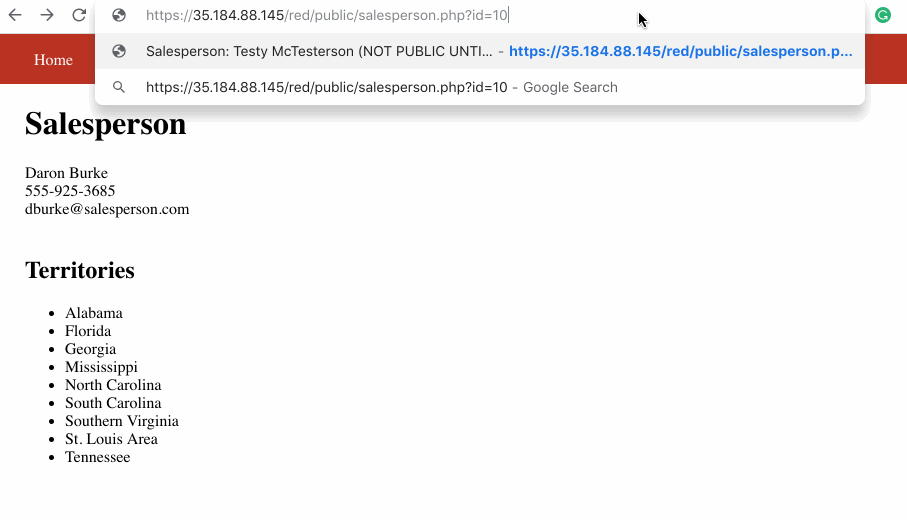 https://35.184.88.145/red/public/salesperson.php?id=10
Salesperson: Testy McTesterson (NOT PUBLIC UNTI... - https://35.184.88.145/red/public/salesperson.p...
https://35.184.88.145/red/public/salesperson.php?id=10 - Google Search
Home
Salesperson
Daron Burke
555-925-3685
dburke@salesperson.com
Territories
Alabama
Florida
Georgia
Mississippi
North Carolina
South Carolina
Southern Virginia
St. Louis Area
Tennessee